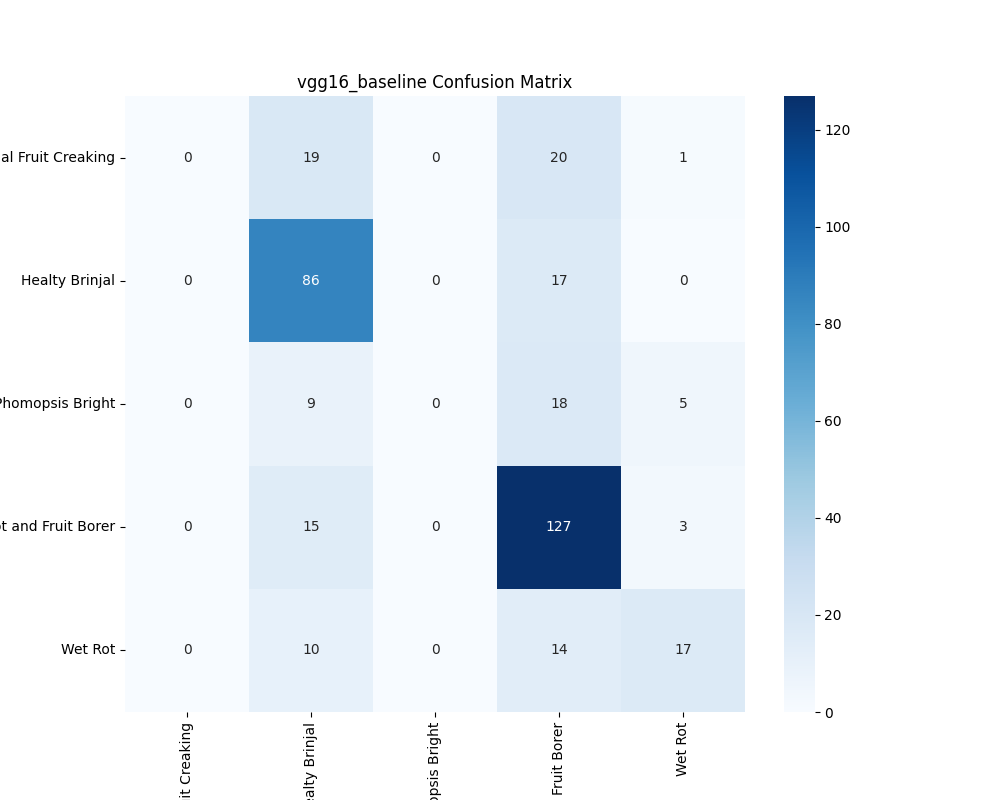 vgg16_baseline Confusion Matrix
al Fruit Creaking 0 19 0 20 1
Healty Brinjal 0 86 0 17 0
Phomopsis Bright 0 9 0 18 5
ot and Fruit Borer 0 15 0 127 3
Wet Rot 0 10 0 14 17
it Creaking
ealty Brinjal
opsis Bright
Fruit Borer
Wet Rot
120
100
80
60
40
20
0